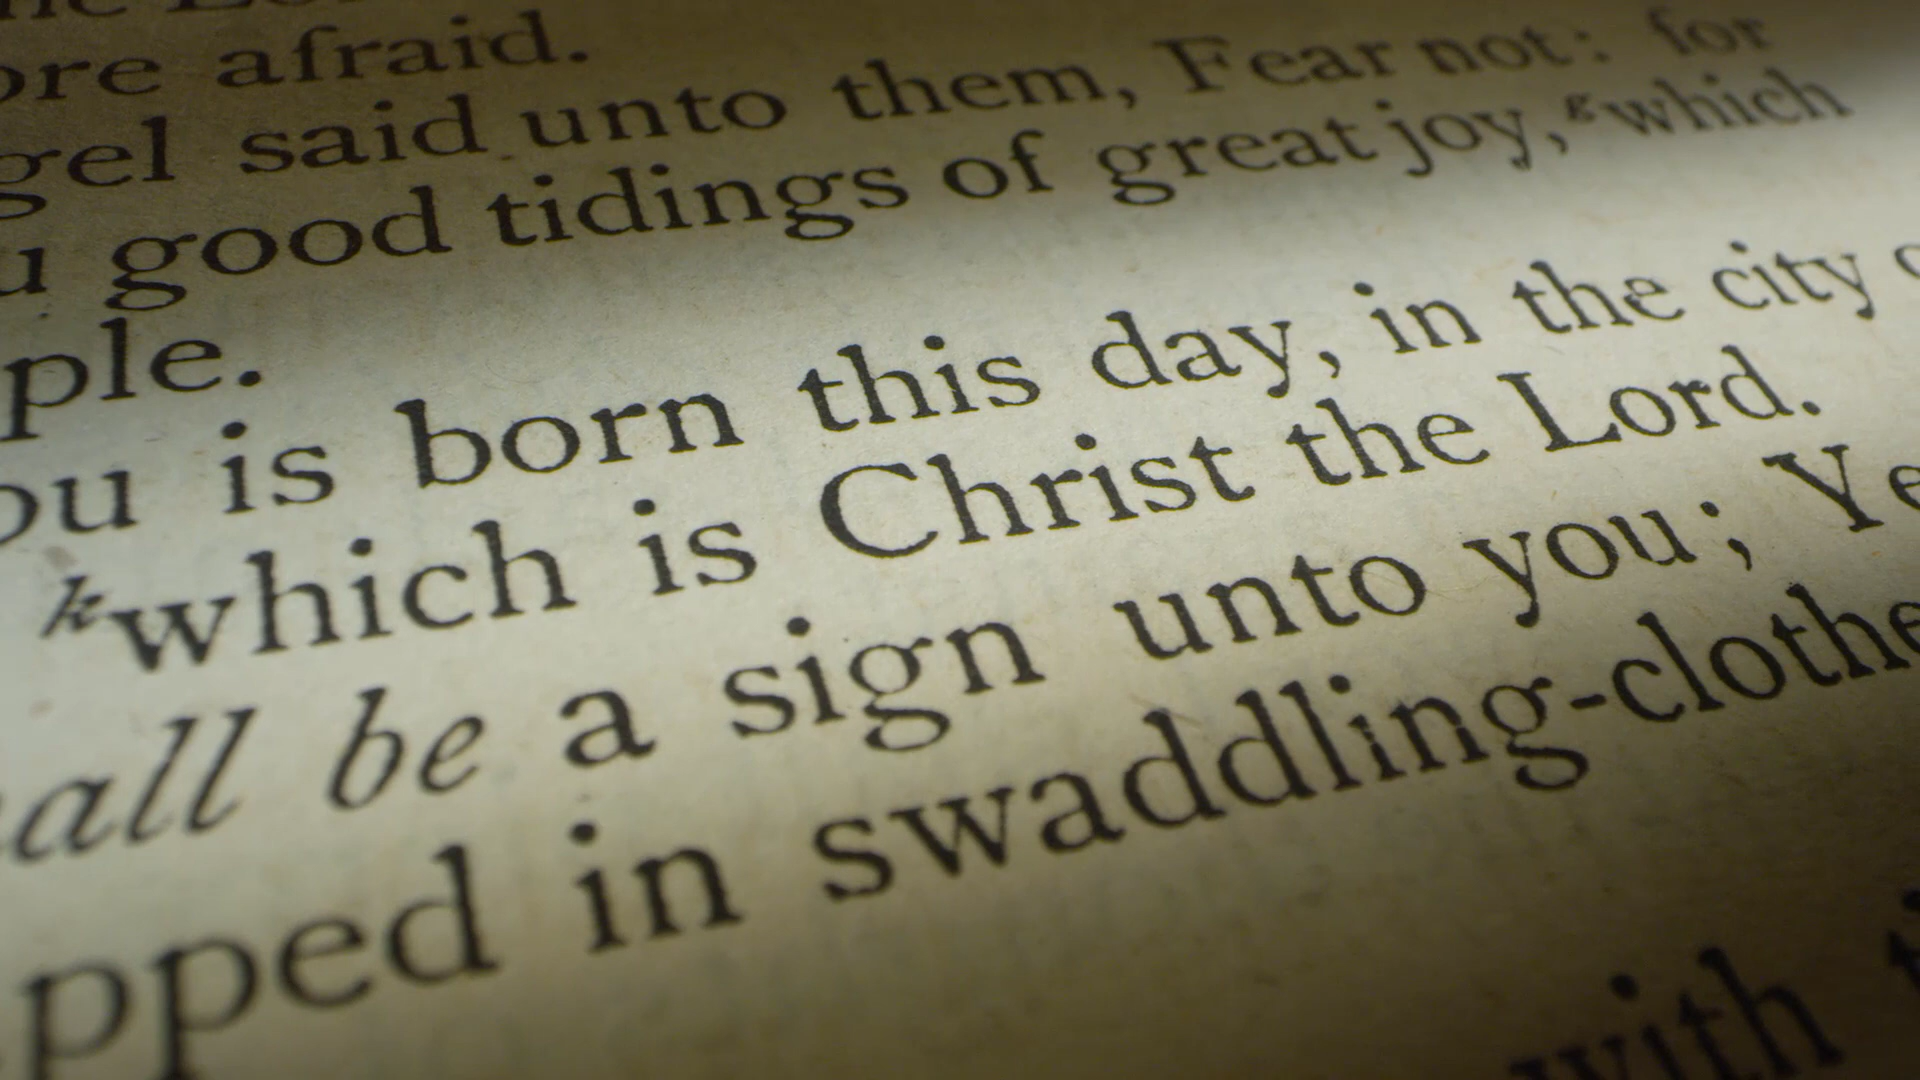 ore afraid.
gel said unto them, Fear not: for
u good tidings of great joy, g which
ple.
ou is born this day, in the city
k which is Christ the Lord.
all be a sign unto you; Ye
pped in swaddling-clothe
with